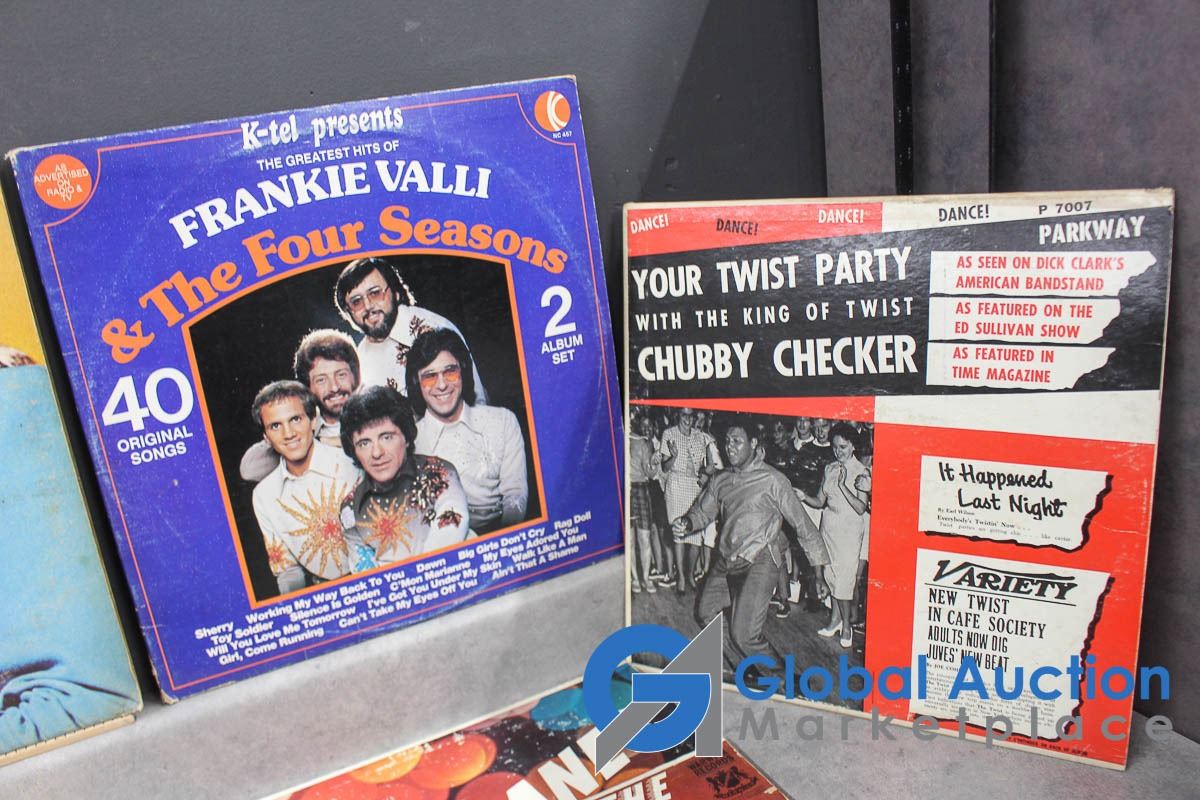 K-tel presents
THE GREATEST HITS OF
FRANKIE VALLI
& The Four Seasons
AS
ADVERTISED
ON
RADIO &
TV
K
NC 457
40
ORIGINAL
SONGS
2
ALBUM
SET
Sherry Working My Way Back To You Dawn Big Girls Don't Cry Rag Doll
Toy Soldier Silence Is Golden C'Mon Marianne My Eyes Adored You
Will You Love Me Tomorrow I've Got You Under My Skin Walk Like A Man
Girl, Come Running Can't Take My Eyes Off You Ain't That A Shame
DANCE! DANCE! DANCE! DANCE! P 7007
PARKWAY
YOUR TWIST PARTY
WITH THE KING OF TWIST
CHUBBY CHECKER
AS SEEN ON DICK CLARK'S
AMERICAN BANDSTAND
AS FEATURED ON THE
ED SULLIVAN SHOW
AS FEATURED IN
TIME MAGAZINE
It Happened
Last Night
By Earl Wilson
Everybody's Twistin' Now . . .
VARIETY
NEW TWIST
IN CAFE SOCIETY
ADULTS NOW DIG
JUVES' NEW BEAT
THE
GA
Global Auction
Marketplace